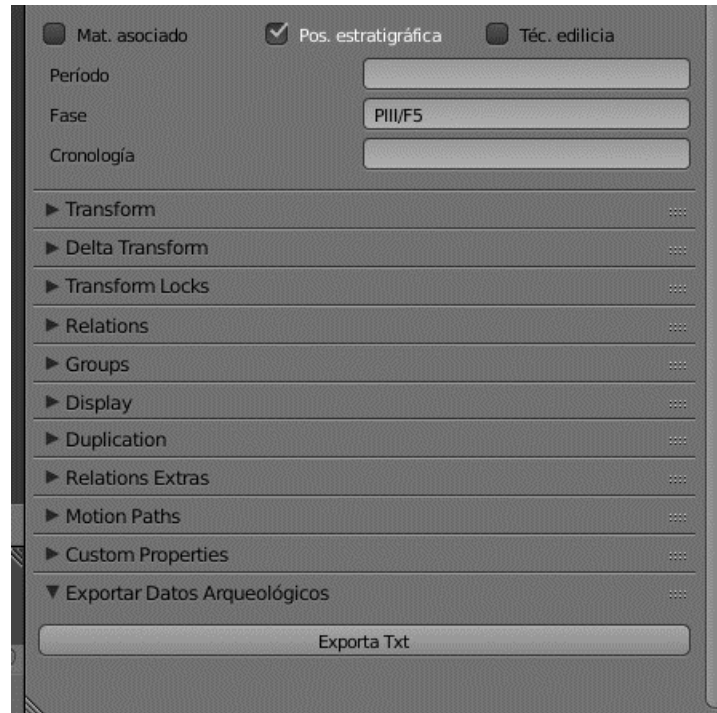 Mat. asociado Pos. estratigráfica Téc. edilicia
Período
Fase PIII/F5
Cronología
Transform
Delta Transform
Transform Locks
Relations
Groups
Display
Duplication
Relations Extras
Motion Paths
Custom Properties
Exportar Datos Arqueológicos
Exporta Txt